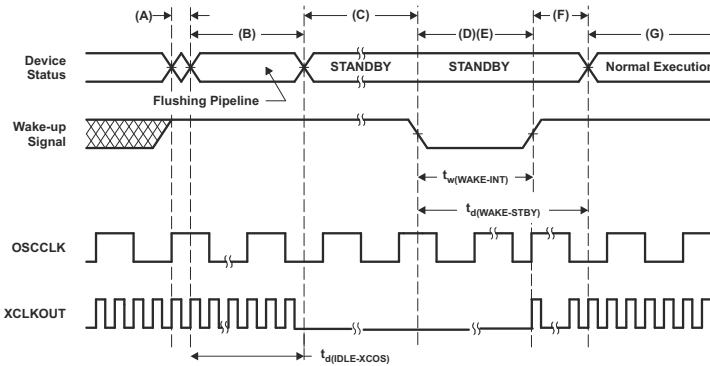 (A)
(B)
(C)
(D)(E)
(F)
(G)
Device
Status
STANDBY
STANDBY
Normal Execution
Flushing Pipeline
Wake-up
Signal
tw(WAKE-INT)
td(WAKE-STBY)
OSCCLK
XCLKOUT
td(IDLE-XCOS)